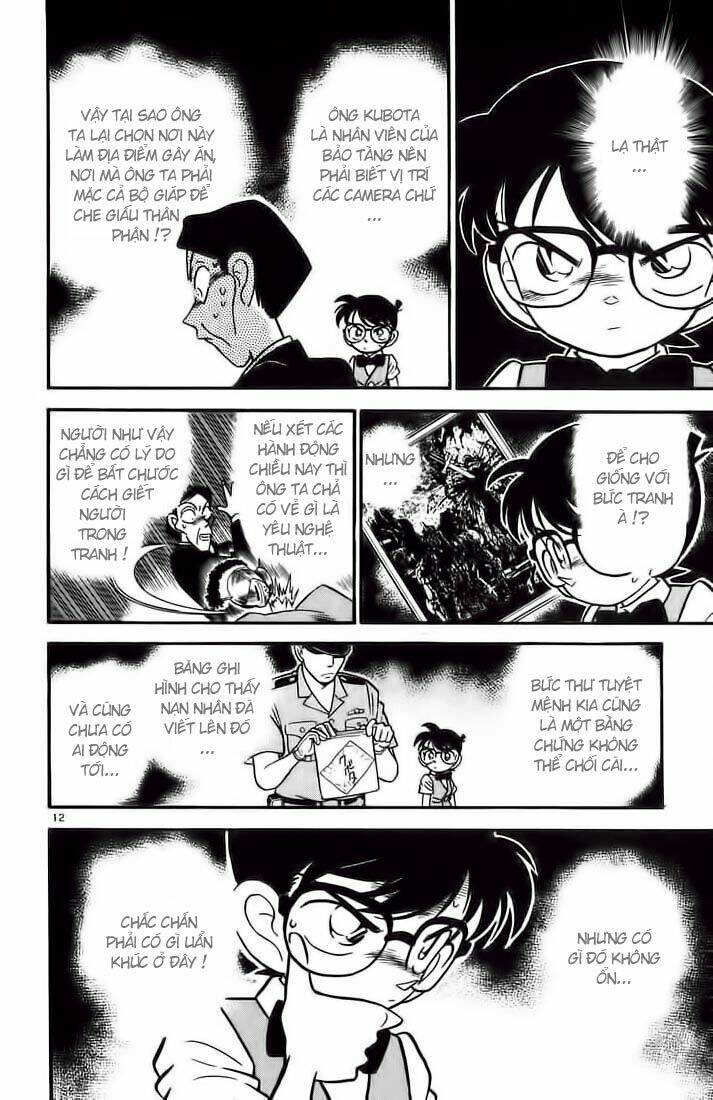 LẠ THẬT
...
ÔNG KUBOTA
LÀ NHÂN VIÊN CỦA
BẢO TÀNG NÊN
PHẢI BIẾT VỊ TRÍ
CÁC CAMERA CHỨ
...
VẬY TẠI SAO ÔNG
TA LẠI CHỌN NƠI NÀY
LÀM ĐỊA ĐIỂM GÂY ÁN,
NƠI MÀ ÔNG TA PHẢI
MẶC CẢ BỘ GIÁP ĐỂ
CHE GIẤU THÂN
PHẬN !?
ĐỂ CHO
GIỐNG VỚI
BỨC TRANH
À !?
NHƯNG
...
NẾU XÉT CÁC
HÀNH ĐỘNG
CHIỀU NAY THÌ
ÔNG TA CHẢ
CÓ VẺ GÌ LÀ
YÊU NGHỆ
THUẬT...
NGƯỜI NHƯ VẬY
CHẲNG CÓ LÝ DO
GÌ ĐỂ BẮT CHƯỚC
CÁCH GIẾT
NGƯỜI
TRONG
TRANH !
BỨC THƯ TUYỆT
MỆNH KIA CŨNG
LÀ MỘT BẰNG
CHỨNG KHÔNG
THỂ CHỐI CÃI...
BĂNG GHI
HÌNH CHO THẤY
NẠN NHÂN ĐÃ
VIẾT LÊN ĐÓ
...
VÀ CŨNG
CHƯA CÓ
AI ĐỘNG
TỚI...
クボタ
12
NHƯNG CÓ
GÌ ĐÓ KHÔNG
ỔN...
CHẮC CHẮN
PHẢI CÓ GÌ UẨN
KHÚC Ở ĐÂY !